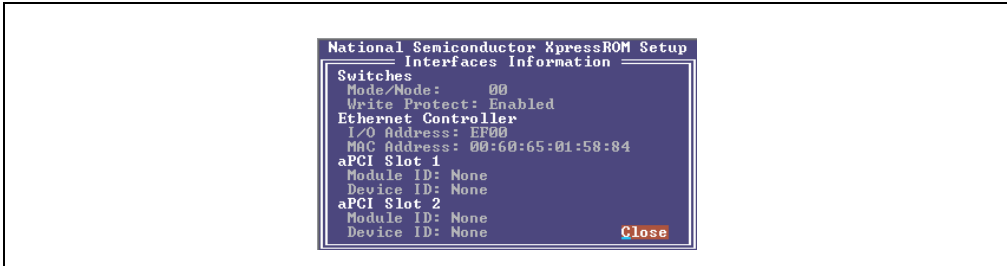 National Semiconductor XpressROM Setup
Interfaces Information
Switches
Mode/Node: 00
Write Protect: Enabled
Ethernet Controller
I/O Address: EF00
MAC Address: 00:60:65:01:58:84
aPCI Slot 1
Module ID: None
Device ID: None
aPCI Slot 2
Module ID: None
Device ID: None Close